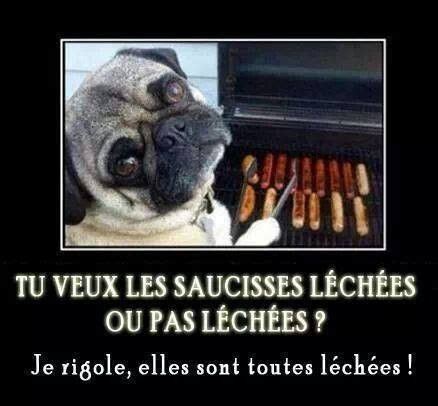 TU VEUX LES SAUCISSES LÉCHÉES
OU PAS LÉCHÉES ?
Je rigole, elles sont toutes léchées !